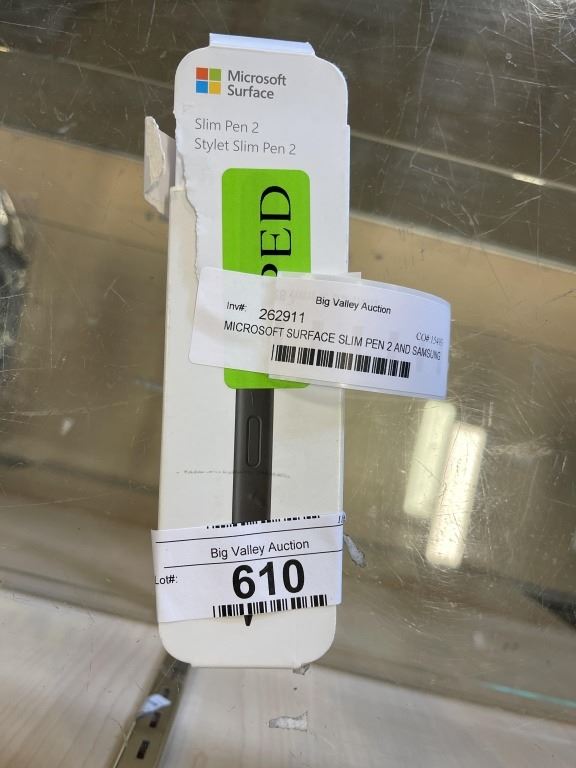 Microsoft
Surface
Slim Pen 2
Stylet Slim Pen 2
PED
Big Valley Auction
Inv#: 262911
MICROSOFT SURFACE SLIM PEN 2 AND SAMSUNG
Big Valley Auction
Lot#: 610